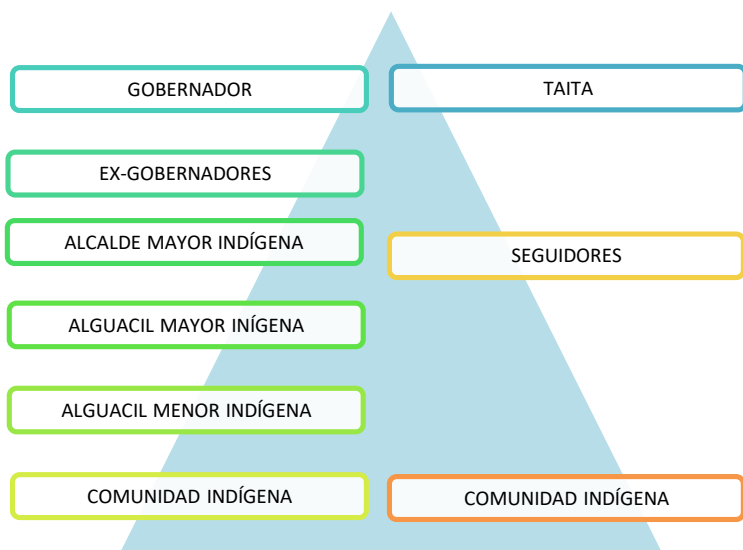 GOBERNADOR
TAITA
EX-GOBERNADORES
ALCALDE MAYOR INDÍGENA
SEGUIDORES
ALGUACIL MAYOR INÍGENA
ALGUACIL MENOR INDÍGENA
COMUNIDAD INDÍGENA
COMUNIDAD INDÍGENA